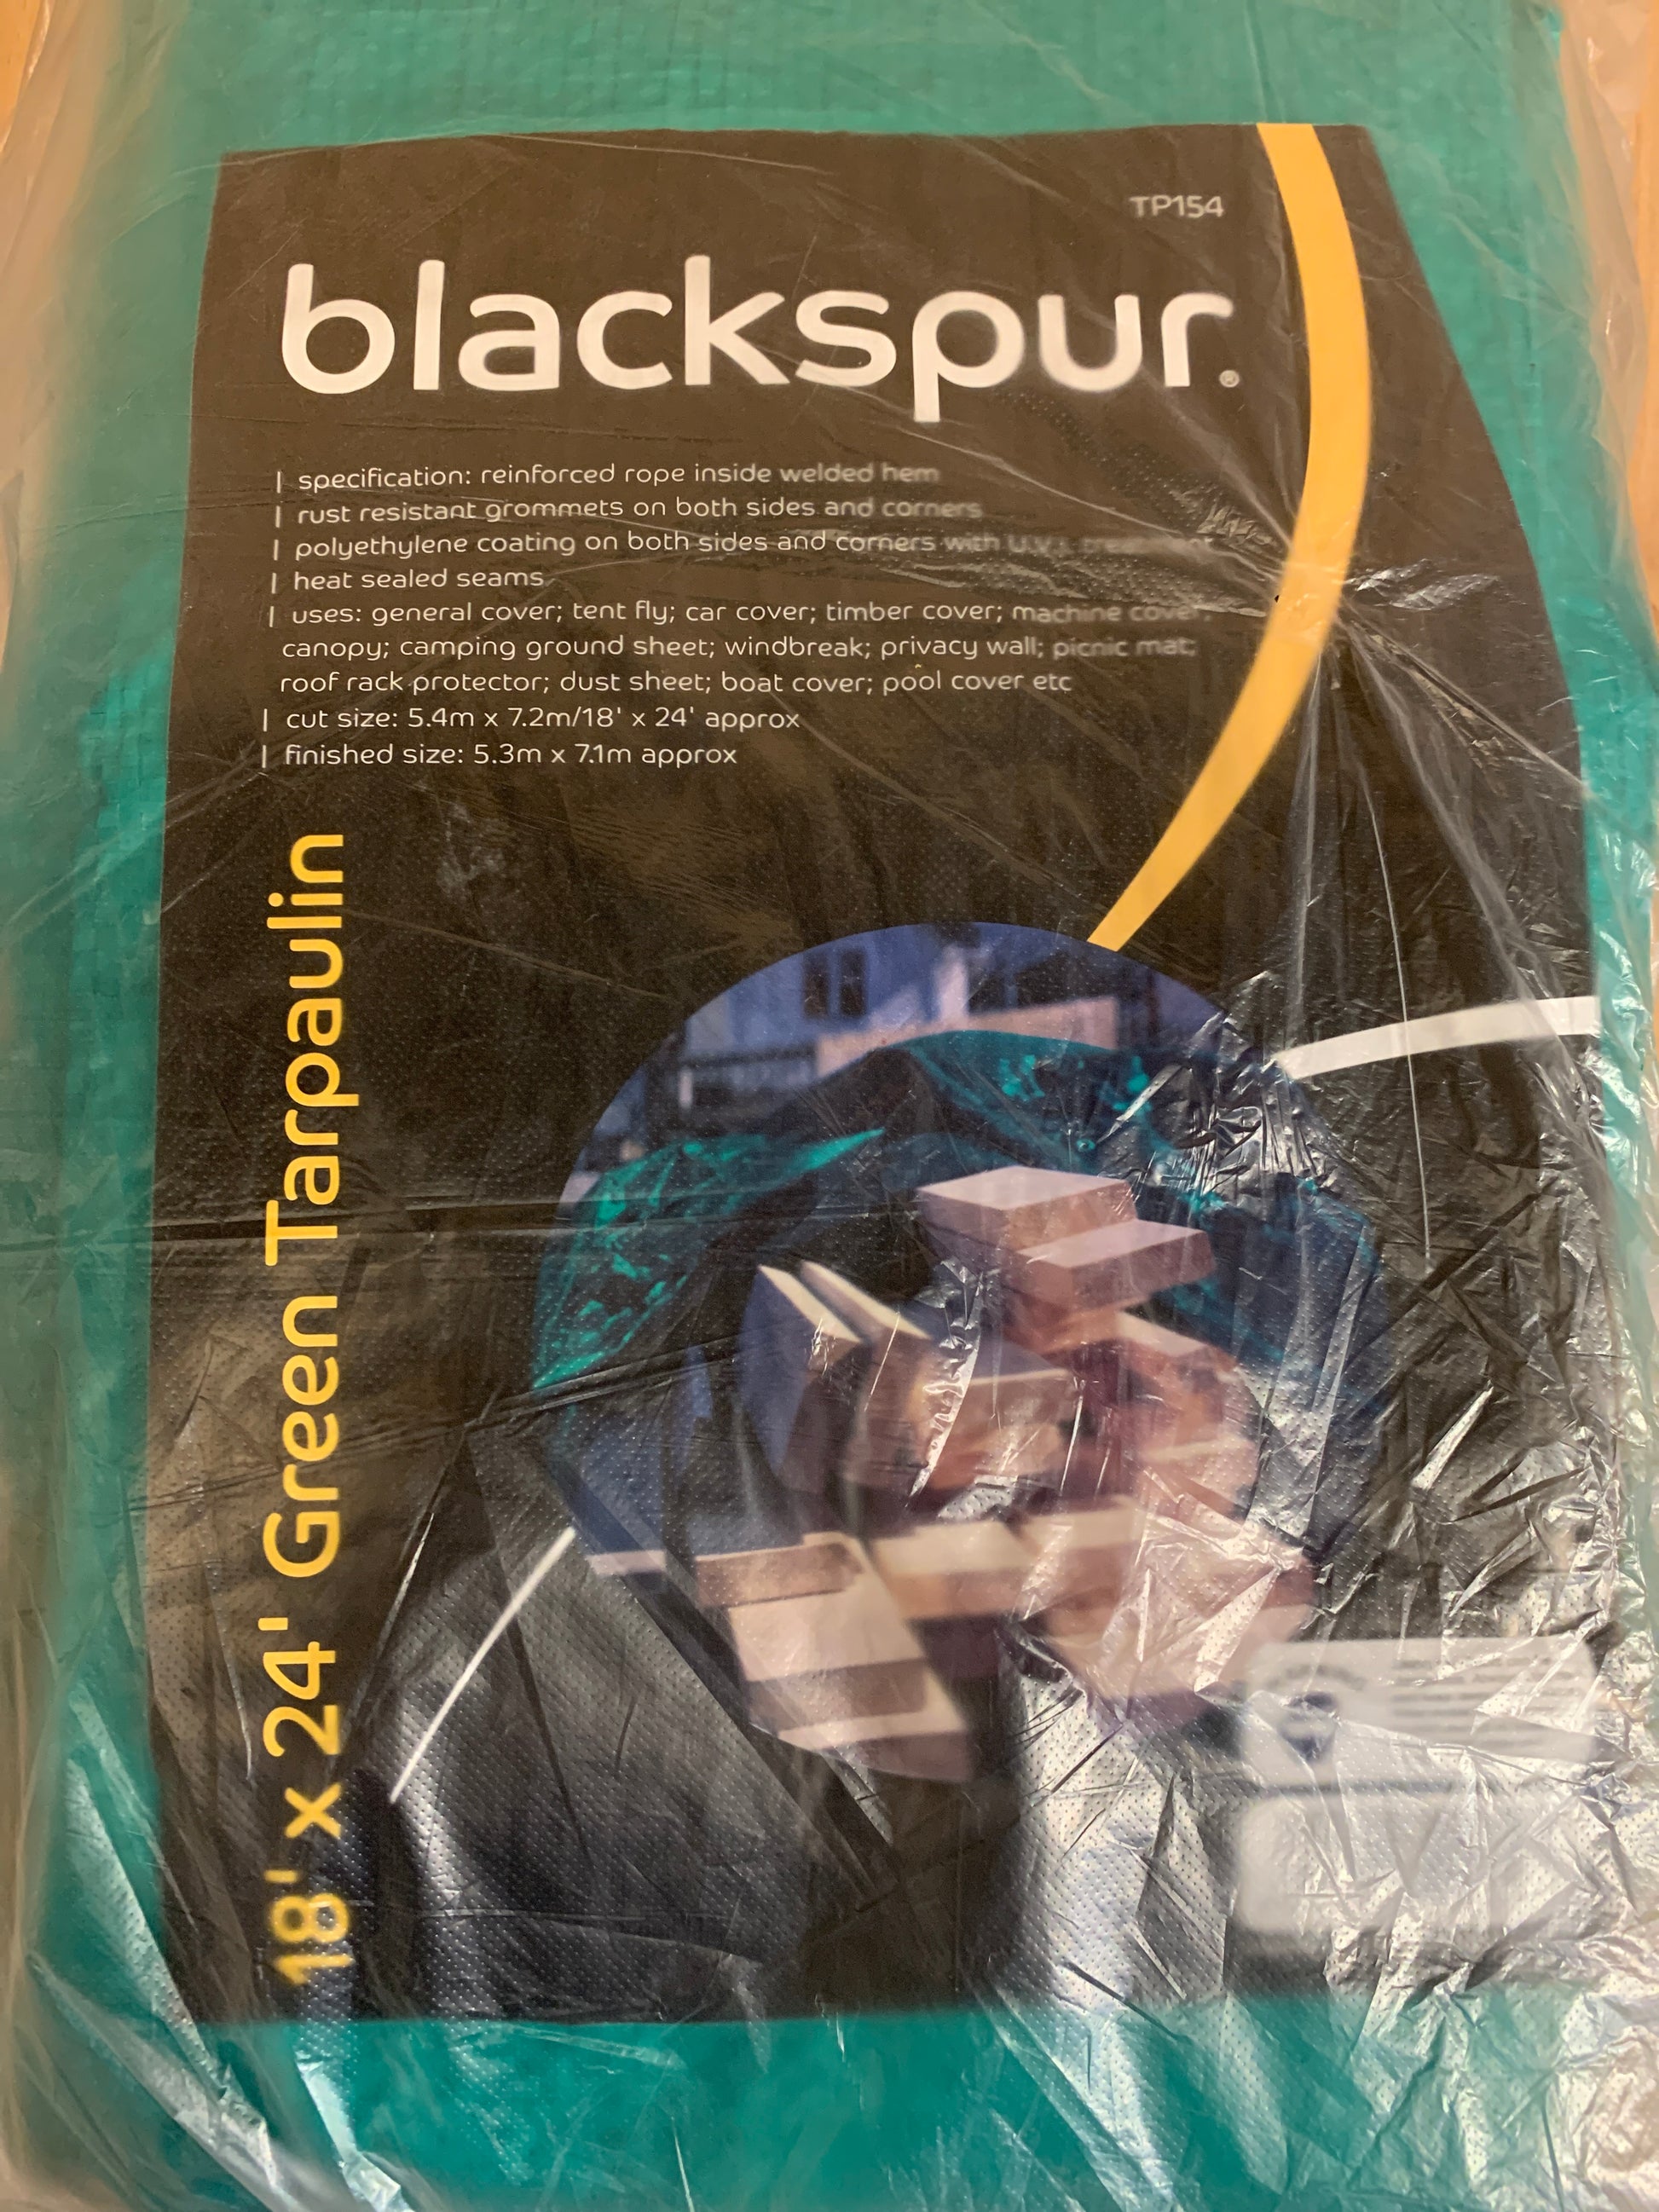 TP154
blackspur®
| specification: reinforced rope inside welded hem
| rust resistant grommets on both sides and corners
| polyethylene coating on both sides and corners with U.V.I. treatment
| heat sealed seams
| uses: general cover; tent fly; car cover; timber cover; machine cover;
canopy; camping ground sheet; windbreak; privacy wall; picnic mat;
roof rack protector; dust sheet; boat cover; pool cover etc
| cut size: 5.4m x 7.2m/18' x 24' approx
| finished size: 5.3m x 7.1m approx
18' x 24' Green Tarpaulin